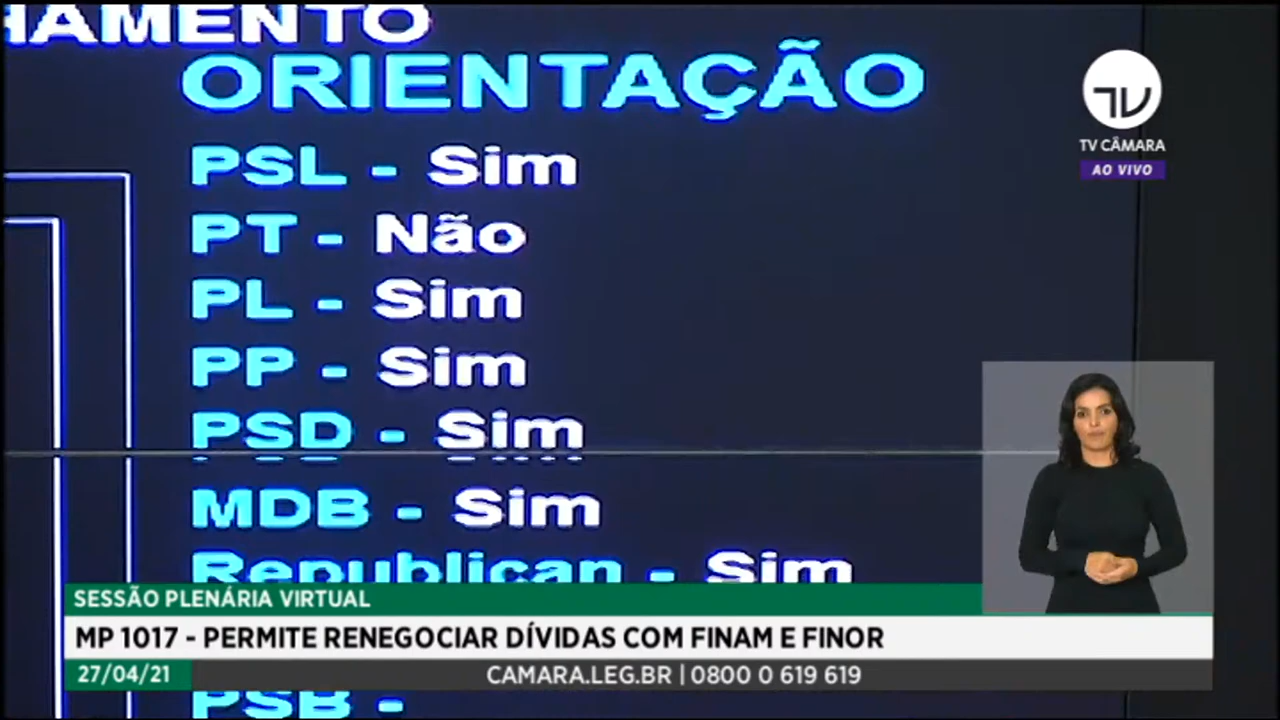 HAMENTO
ORIENTAÇÃO
PSL - Sim
PT - Não
PL - Sim
PP - Sim
PSD - Sim
MDB - Sim
Republican - Sim
PSB -
TV
TV CÂMARA
AO VIVO
SESSÃO PLENÁRIA VIRTUAL
MP 1017 - PERMITE RENEGOCIAR DÍVIDAS COM FINAM E FINOR
27/04/21
CAMARA.LEG.BR | 0800 0 619 619